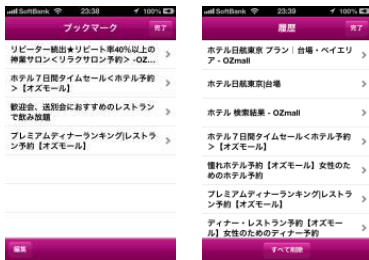 SoftBank 23:38 100%
ブックマーク 完了
リピーター続出★リピート率40%以上の
神業サロン<リラクサロン予約> -OZ...
ホテル7日間タイムセール<ホテル予約
>【オズモール】
歓迎会、送別会におすすめのレストラン
で飲み放題
プレミアムディナーランキング|レストラ
ン予約【オズモール】
編集
SoftBank 23:39 100%
履歴 完了
ホテル日航東京 プラン｜台場・ベイエリ
ア - OZmall
ホテル日航東京|台場
ホテル 検索結果 - OZmall
ホテル7日間タイムセール<ホテル予約
>【オズモール】
憧れホテル予約【オズモール】女性のた
めのホテル予約
プレミアムディナーランキング|レストラ
ン予約【オズモール】
ディナー・レストラン予約【オズモー
ル】女性のためのディナー予約
すべて削除